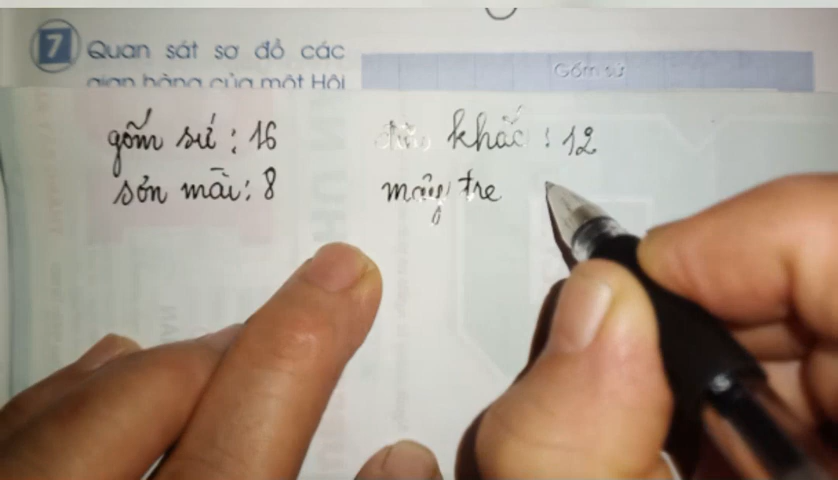 7 Quan sát sơ đồ các
gian hàng của một Hội
Gốm sứ
gốm sứ : 16
sơn mài : 8
khắc : 12
mây tre